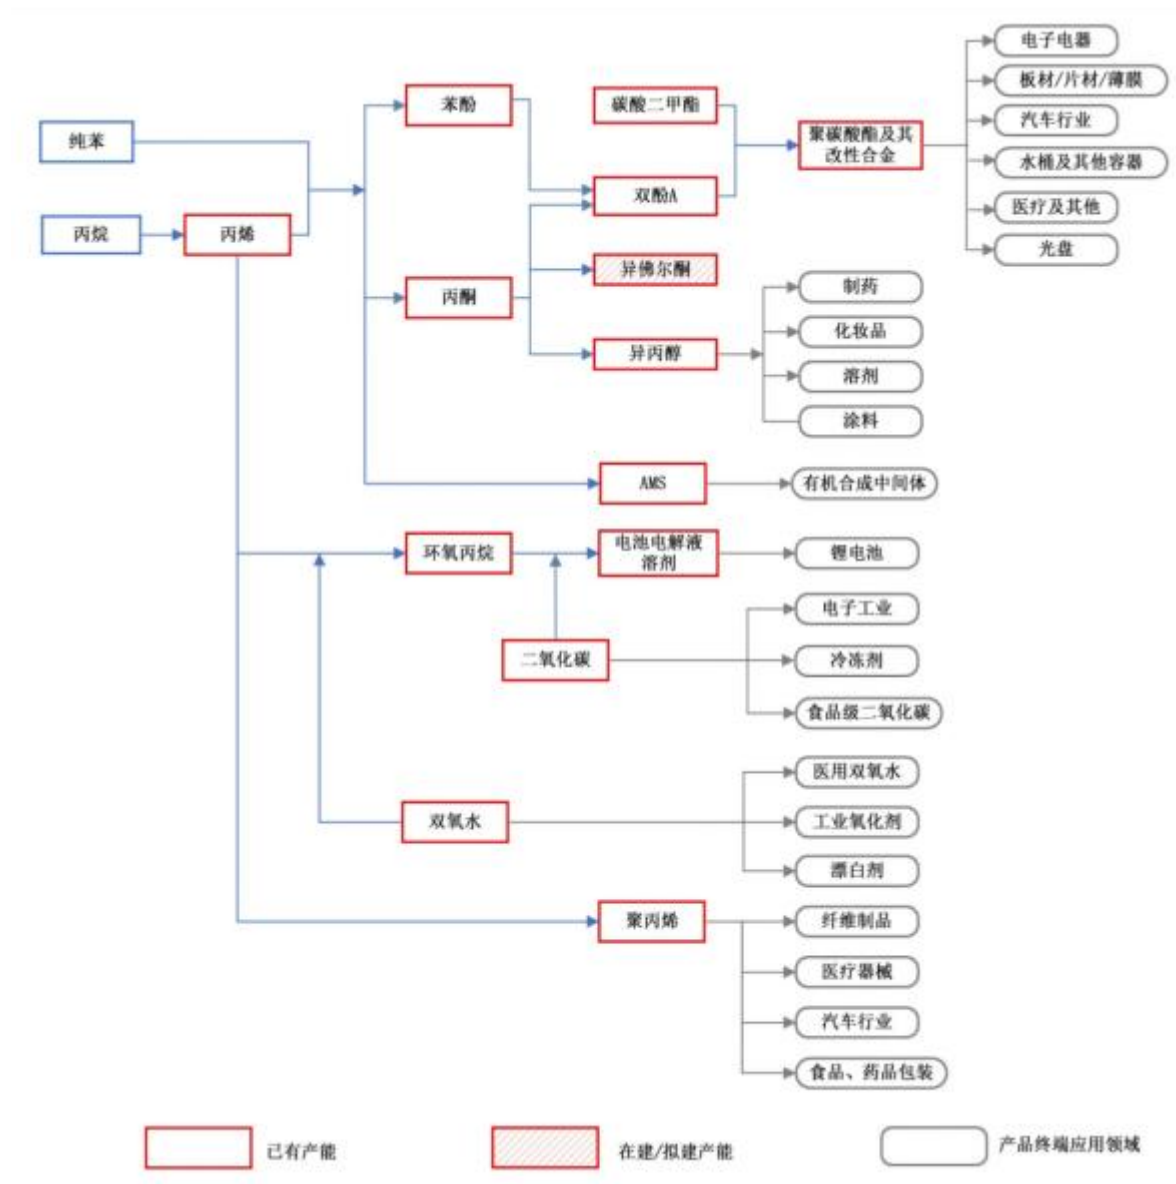 电子电器
板材/片材/薄膜
苯酚
碳酸二甲酯
汽车行业
纯苯
聚碳酸酯及其
改性合金
水桶及其他容器
双酚A
医疗及其他
丙烷
丙烯
光盘
异佛尔酮
制药
丙酮
化妆品
异丙醇
溶剂
涂料
AMS
有机合成中间体
环氧丙烷
电池电解液
溶剂
锂电池
电子工业
二氧化碳
冷冻剂
食品级二氧化碳
医用双氧水
双氧水
工业氧化剂
漂白剂
聚丙烯
纤维制品
医疗器械
汽车行业
食品、药品包装
已有产能
在建/拟建产能
产品终端应用领域